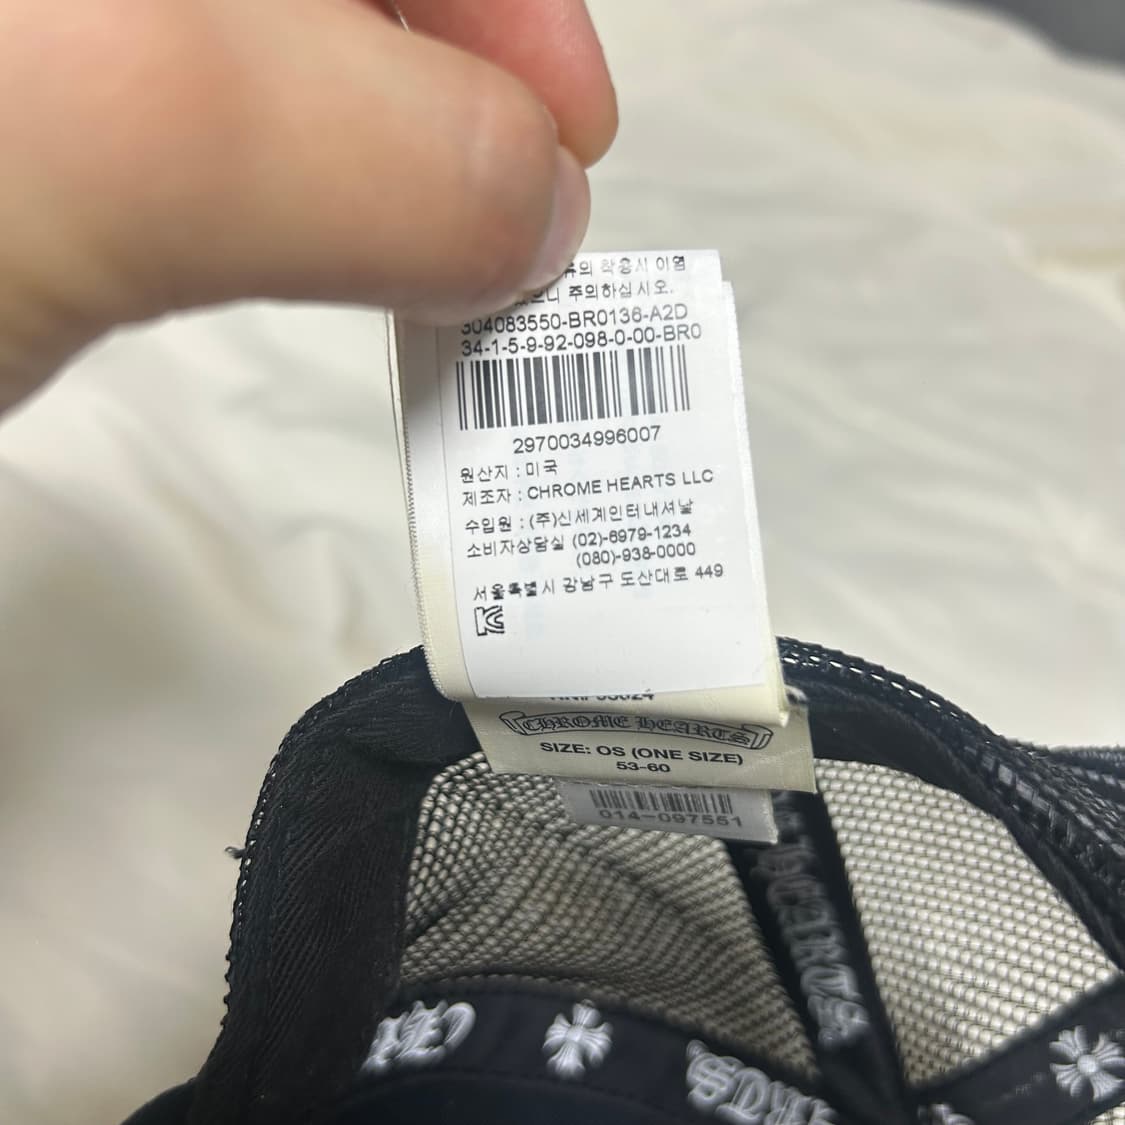 의 착용시 이염
있으니 주의하십시오.
304083550-BR0136-A2D
34-1-5-9-92-098-0-00-BR0
2970034996007
원산지 : 미국
제조자 : CHROME HEARTS LLC
수입원 : (주)신세계인터내셔날
소비자상담실 (02)-6979-1234
(080)-938-0000
서울특별시 강남구 도산대로 449
KC
CHROME HEARTS
SIZE: OS (ONE SIZE)
53-60
014-097551
HEARTS